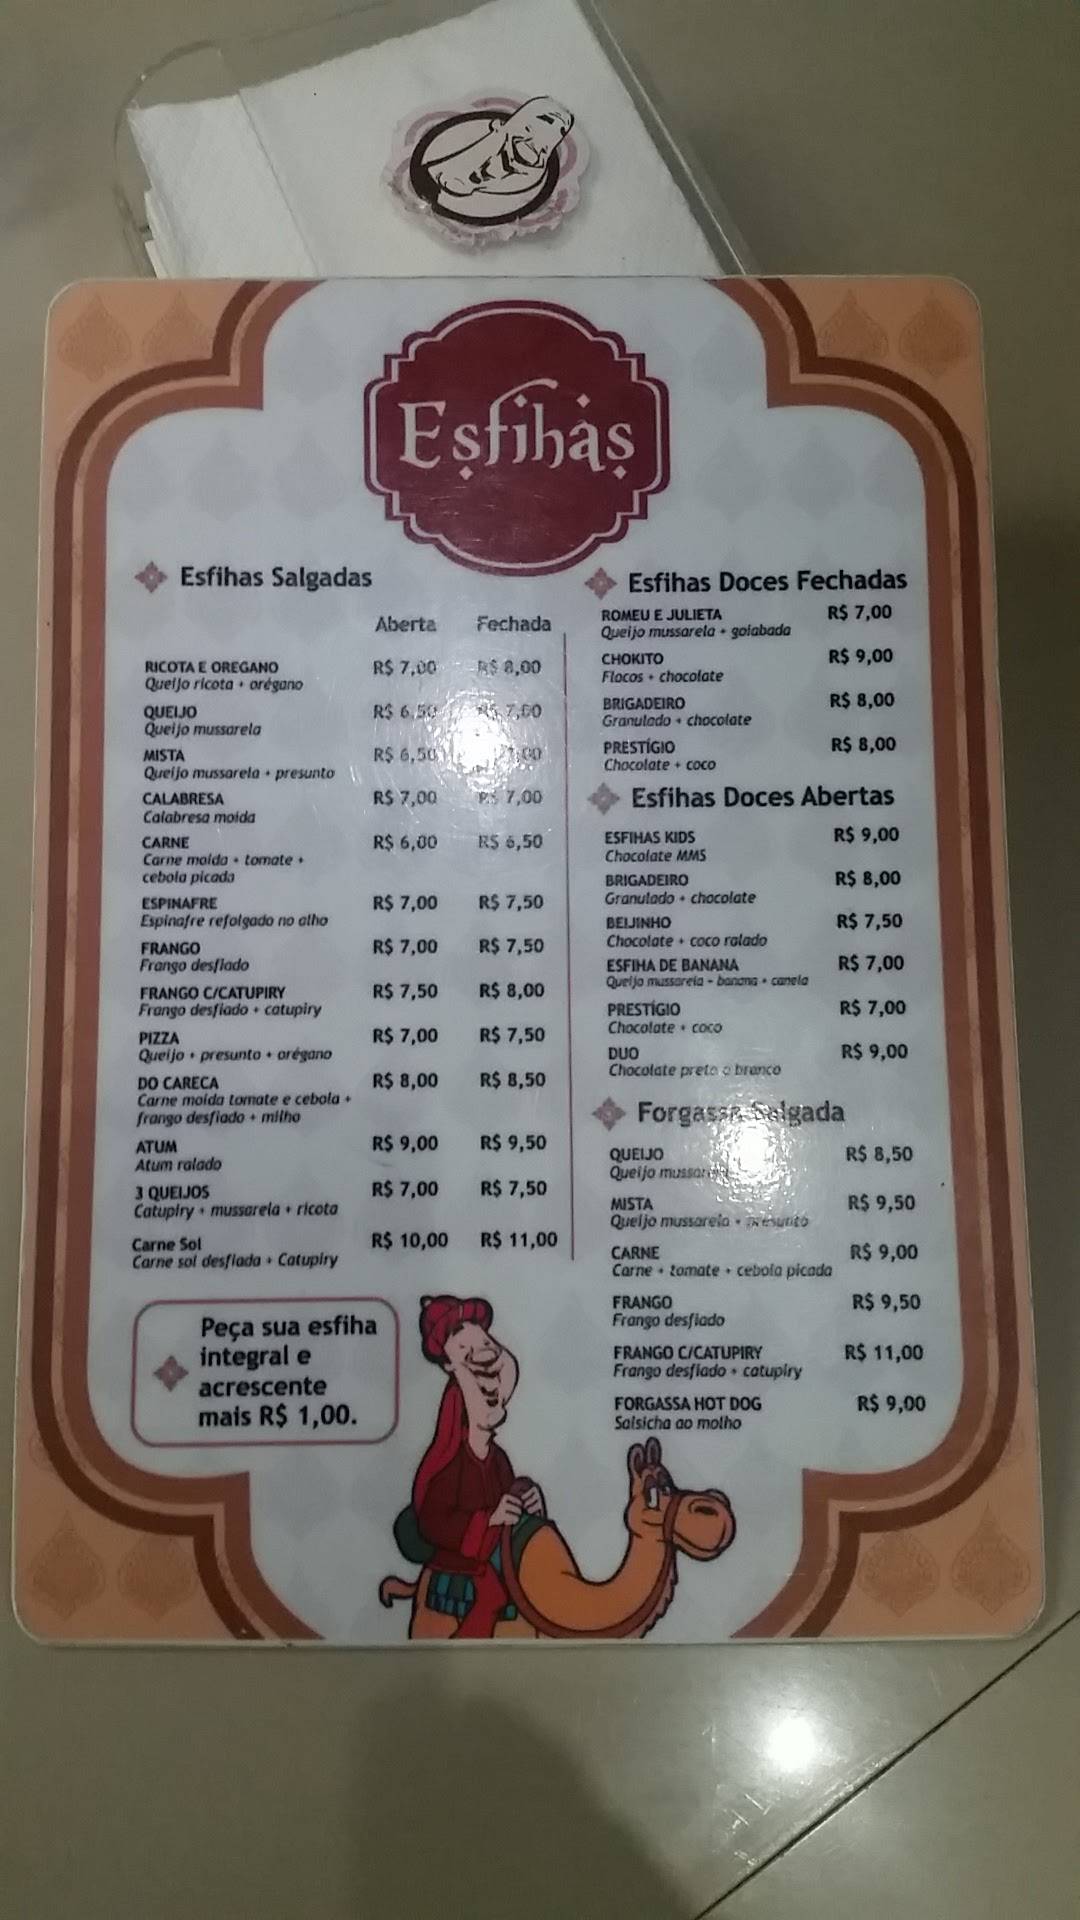 Esfihas
Esfihas Salgadas
Aberta Fechada
RICOTA E OREGANO R$ 7,00 R$ 8,00
Queijo ricota + orégano
QUEIJO R$ 6,50 R$ 7,00
Queijo mussarela
MISTA R$ 6,50
Queijo mussarela + presunto
CALABRESA R$ 7,00 R$ 7,00
Calabresa moida
CARNE R$ 6,00 R$ 6,50
Carne moida + tomate +
cebola picada
ESPINAFRE R$ 7,00 R$ 7,50
Espinafre refolgado no alho
FRANGO R$ 7,00 R$ 7,50
Frango desfiado
FRANGO C/CATUPIRY R$ 7,50 R$ 8,00
Frango desfiado + catupiry
PIZZA R$ 7,00 R$ 7,50
Queijo + presunto + orégano
DO CARECA R$ 8,00 R$ 8,50
Carne moída tomate e cebola +
frango desfiado + milho
ATUM R$ 9,00 R$ 9,50
Atum ralado
3 QUEIJOS R$ 7,00 R$ 7,50
Catupiry + mussarela + ricota
Carne Sol R$ 10,00 R$ 11,00
Carne sol desfiada + Catupiry
Peça sua esfiha
integral e
acrescente
mais R$ 1,00.
Esfihas Doces Fechadas
ROMEU E JULIETA R$ 7,00
Queijo mussarela + goiabada
CHOKITO R$ 9,00
Flocos + chocolate
BRIGADEIRO R$ 8,00
Granulado + chocolate
PRESTÍGIO R$ 8,00
Chocolate + coco
Esfihas Doces Abertas
ESFIHAS KIDS R$ 9,00
Chocolate MMS
BRIGADEIRO R$ 8,00
Granulado + chocolate
BEIJINHO R$ 7,50
Chocolate + coco ralado
ESFIHA DE BANANA R$ 7,00
Queijo mussarela - banana + canela
PRESTÍGIO R$ 7,00
Chocolate + coco
DUO R$ 9,00
Chocolate preto e branco
Forgassa Salgada
QUEIJO R$ 8,50
Queijo mussarela
MISTA R$ 9,50
Queijo mussarela + presunto
CARNE R$ 9,00
Carne + tomate + cebola picada
FRANGO R$ 9,50
Frango desfiado
FRANGO C/CATUPIRY R$ 11,00
Frango desfiado + catupiry
FORGASSA HOT DOG R$ 9,00
Salsicha ao molho